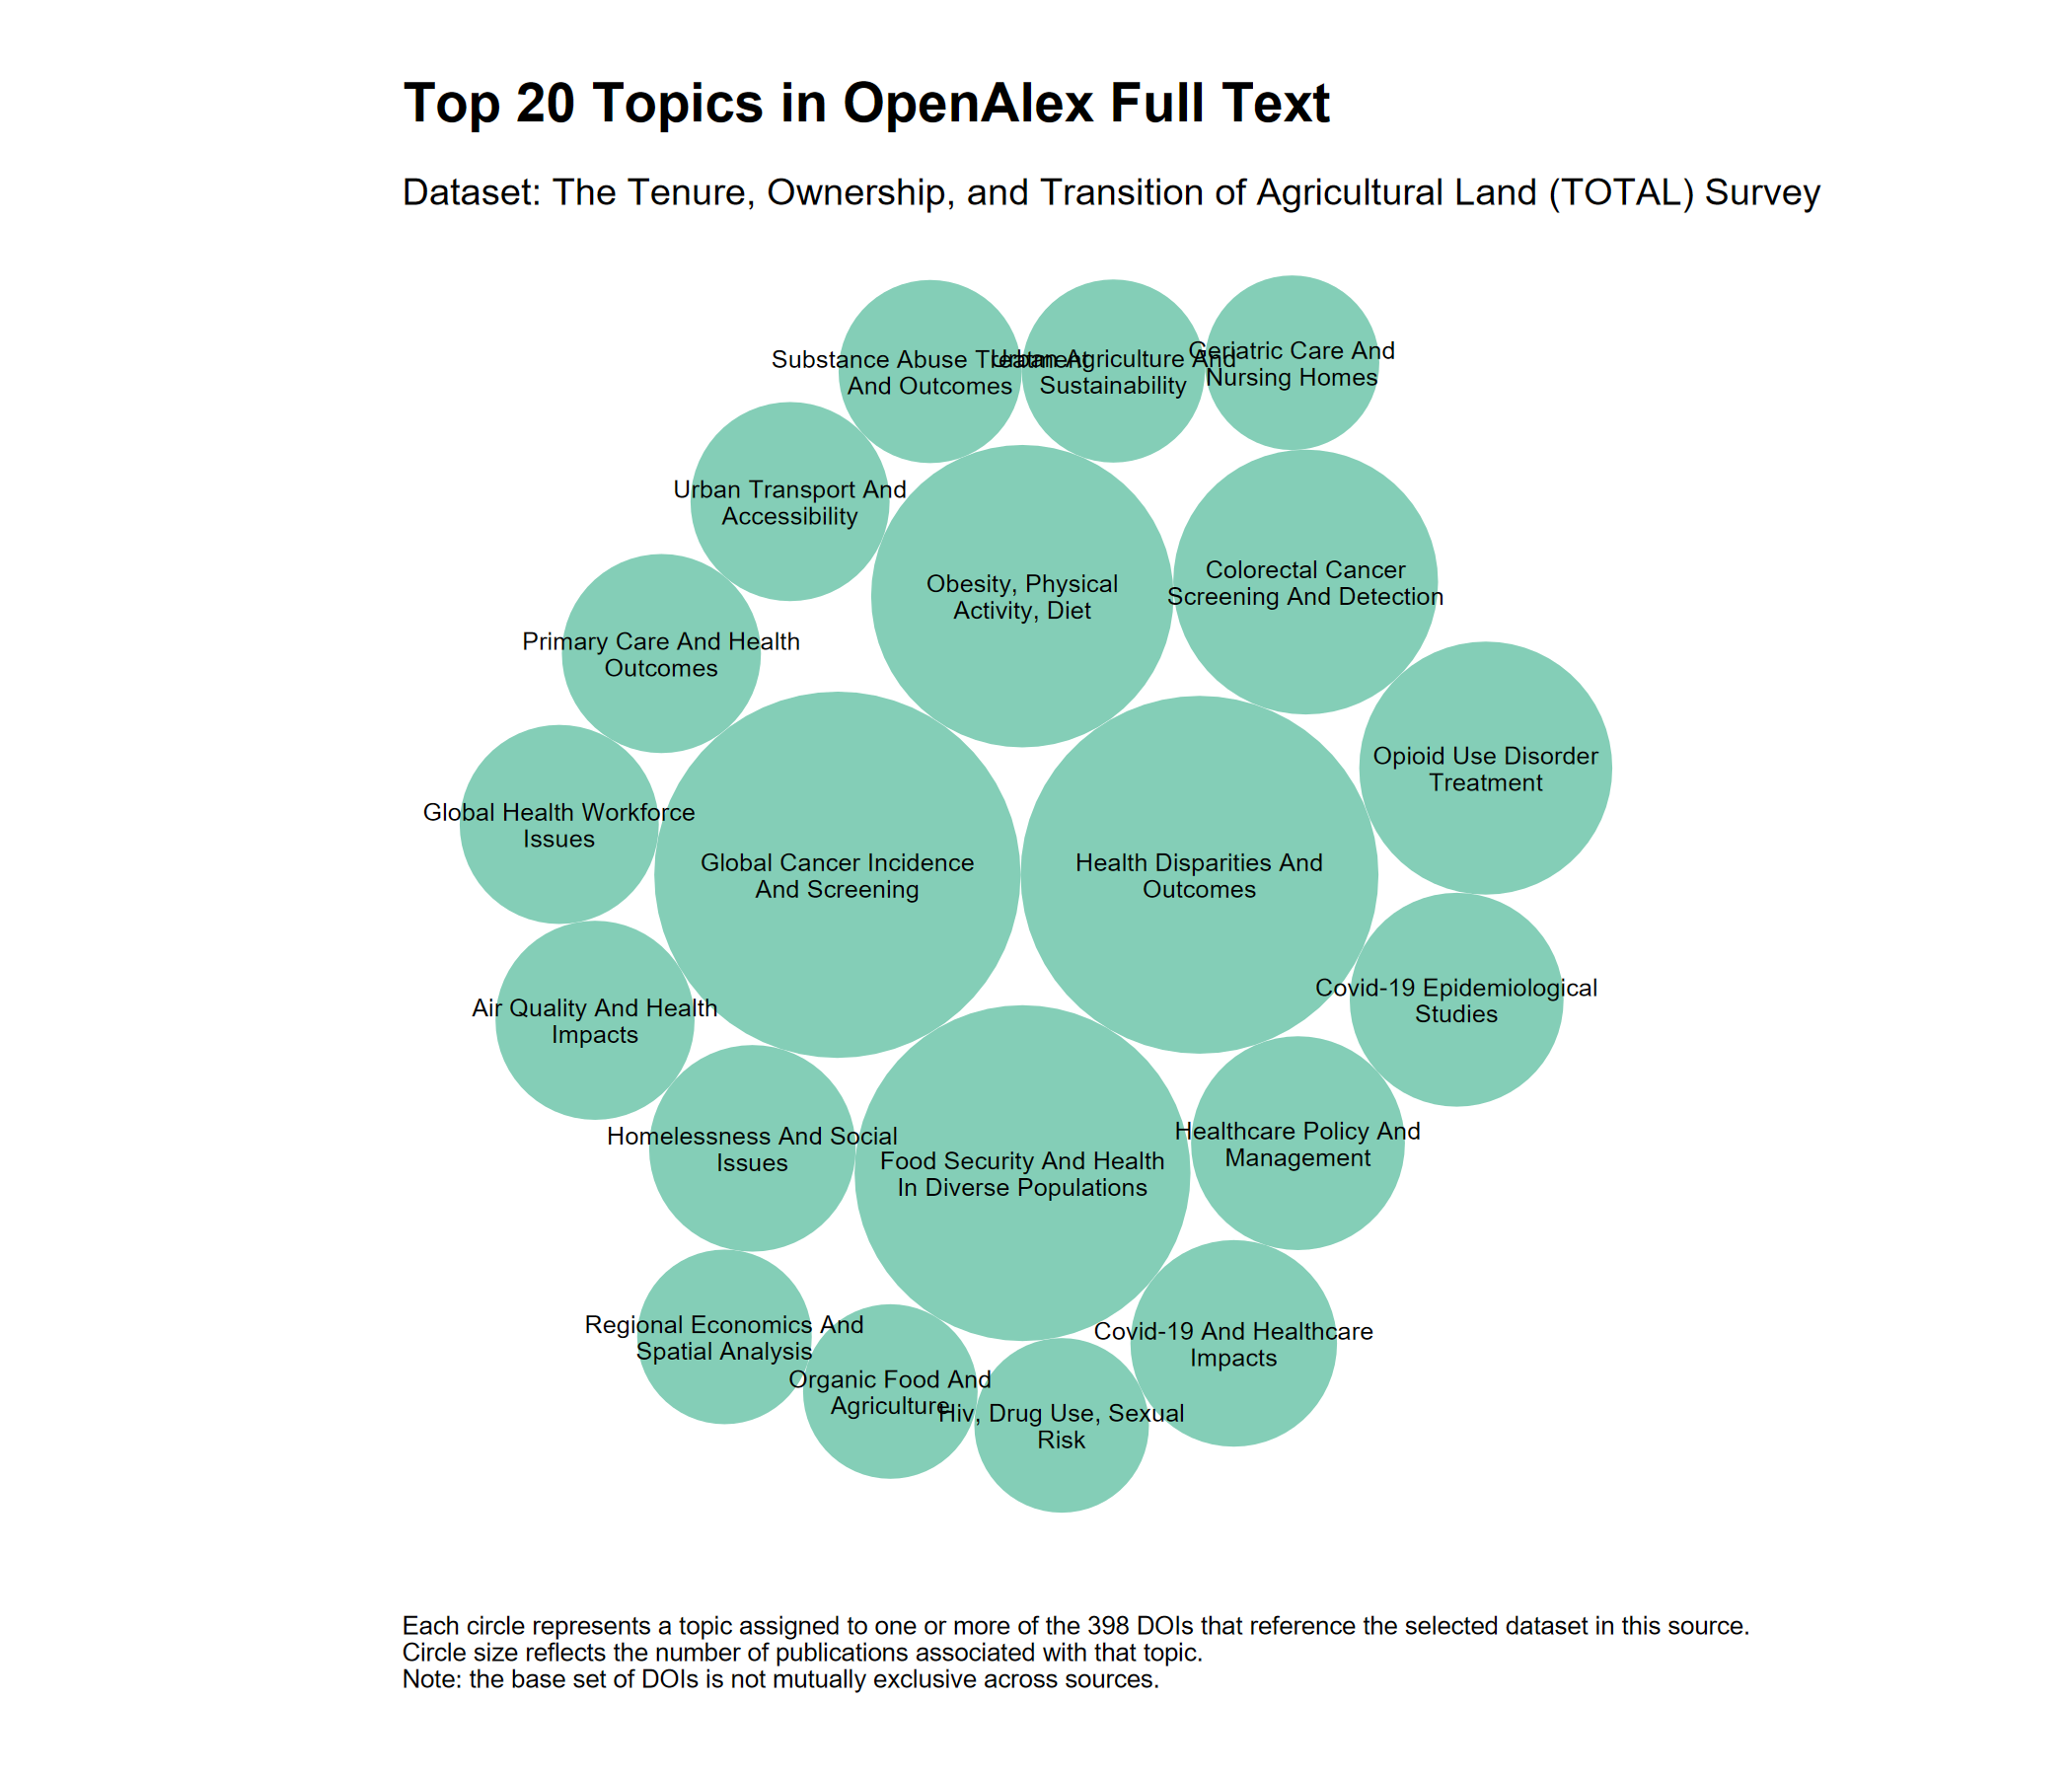 Top 20 Topics in OpenAlex Full Text
Dataset: The Tenure, Ownership, and Transition of Agricultural Land (TOTAL) Survey
Substance Abuse Treatment
And Outcomes
Urban Agriculture And
Sustainability
Geriatric Care And
Nursing Homes
Urban Transport And
Accessibility
Obesity, Physical
Activity, Diet
Colorectal Cancer
Screening And Detection
Primary Care And Health
Outcomes
Opioid Use Disorder
Treatment
Global Health Workforce
Issues
Global Cancer Incidence
And Screening
Health Disparities And
Outcomes
Air Quality And Health
Impacts
Covid-19 Epidemiological
Studies
Homelessness And Social
Issues
Food Security And Health
In Diverse Populations
Healthcare Policy And
Management
Regional Economics And
Spatial Analysis
Covid-19 And Healthcare
Impacts
Organic Food And
Agriculture
Hiv, Drug Use, Sexual
Risk
Each circle represents a topic assigned to one or more of the 398 DOIs that reference the selected dataset in this source.
Circle size reflects the number of publications associated with that topic.
Note: the base set of DOIs is not mutually exclusive across sources.